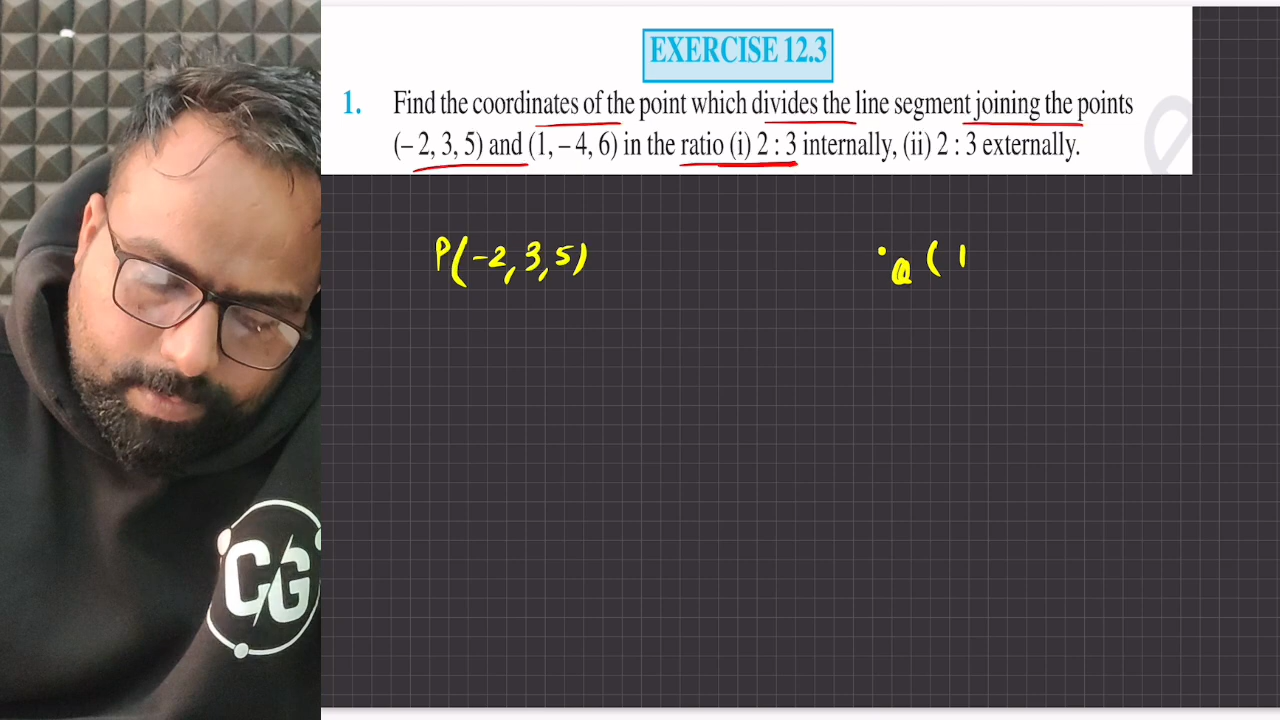 EXERCISE 12.3
1. Find the coordinates of the point which divides the line segment joining the points
(– 2, 3, 5) and (1, – 4, 6) in the ratio (i) 2 : 3 internally, (ii) 2 : 3 externally.
P(-2, 3, 5) Q ( 1
CG